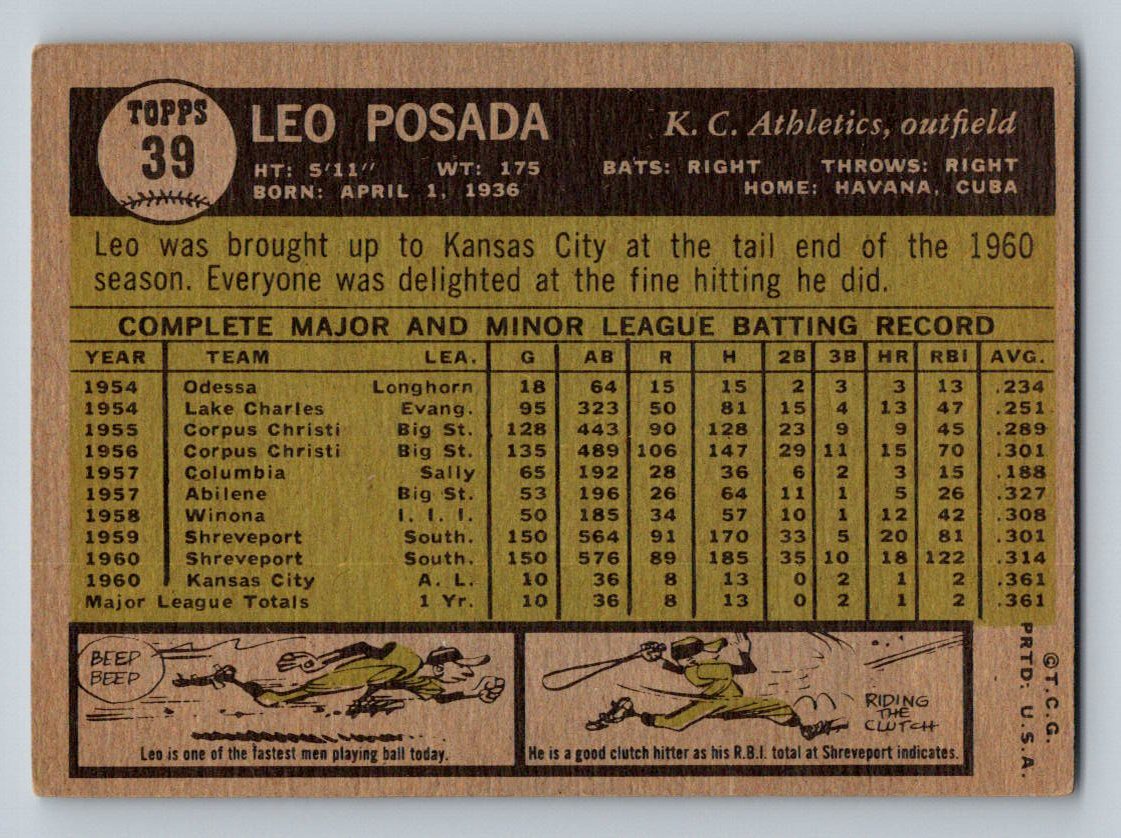 TOPPS
39
LEO POSADA
K. C. Athletics, outfield
HT: 5'11" WT: 175 BATS: RIGHT THROWS: RIGHT
BORN: APRIL 1, 1936 HOME: HAVANA, CUBA
Leo was brought up to Kansas City at the tail end of the 1960
season. Everyone was delighted at the fine hitting he did.
COMPLETE MAJOR AND MINOR LEAGUE BATTING RECORD
YEAR TEAM LEA. G AB R H 2B 3B HR RBI AVG.
1954 Odessa Longhorn 18 64 15 15 2 3 3 13 .234
1954 Lake Charles Evang. 95 323 50 81 15 4 13 47 .251
1955 Corpus Christi Big St. 128 443 90 128 23 9 9 45 .289
1956 Corpus Christi Big St. 135 489 106 147 29 11 15 70 .301
1957 Columbia Sally 65 192 28 36 6 2 3 15 .188
1957 Abilene Big St. 53 196 26 64 11 1 5 26 .327
1958 Winona I. I. I. 50 185 34 57 10 1 12 42 .308
1959 Shreveport South. 150 564 91 170 33 5 20 81 .301
1960 Shreveport South. 150 576 89 185 35 10 18 122 .314
1960 Kansas City A. L. 10 36 8 13 0 2 1 2 .361
Major League Totals 1 Yr. 10 36 8 13 0 2 1 2 .361
BEEP
BEEP
Leo is one of the fastest men playing ball today.
RIDING
THE
CLUTCH
He is a good clutch hitter as his R.B.I. total at Shreveport indicates.
©T.C.G.
PRTD. U.S.A.